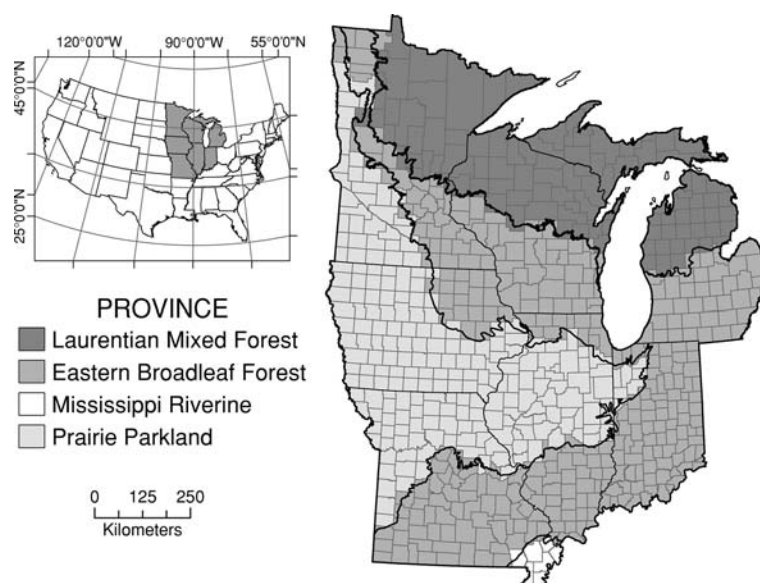 120°0'0"W 90°0'0"W 55°0'0"N
45°0'0"N
25°0'0"N
PROVINCE
Laurentian Mixed Forest
Eastern Broadleaf Forest
Mississippi Riverine
Prairie Parkland
0 125 250
Kilometers